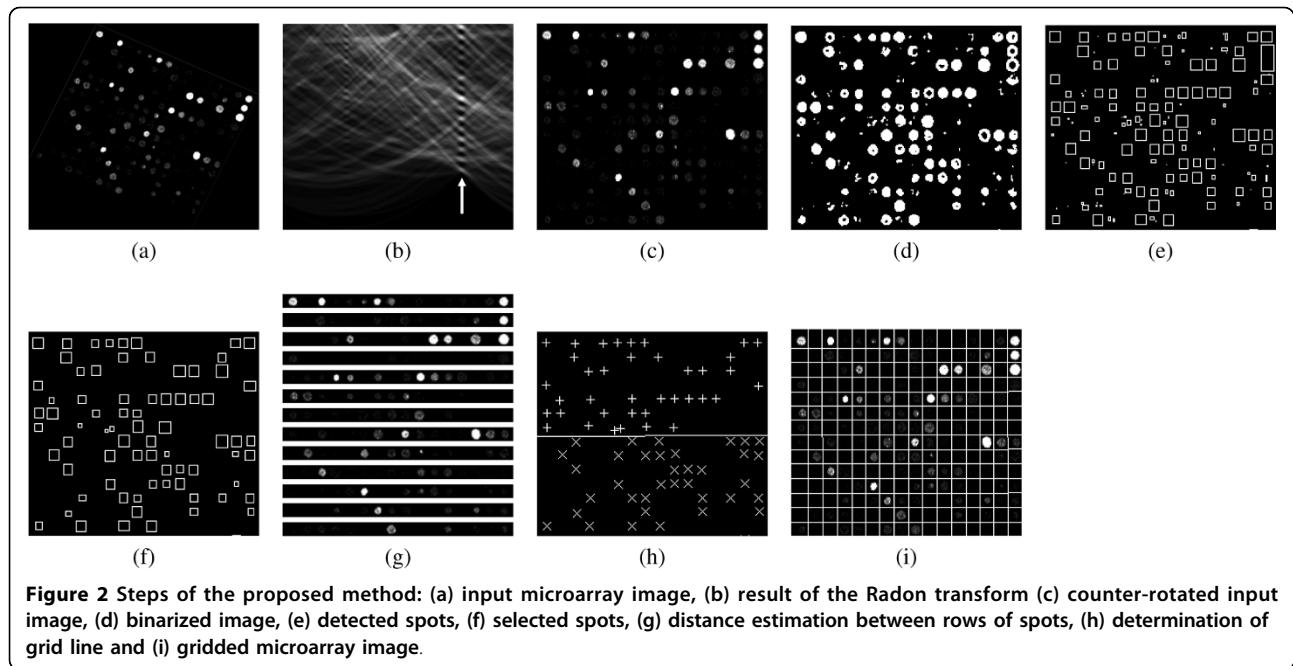 (a) (b) (c) (d) (e)
(f) (g) (h) (i)
Figure 2 Steps of the proposed method: (a) input microarray image, (b) result of the Radon transform (c) counter-rotated input
image, (d) binarized image, (e) detected spots, (f) selected spots, (g) distance estimation between rows of spots, (h) determination of
grid line and (i) gridded microarray image.